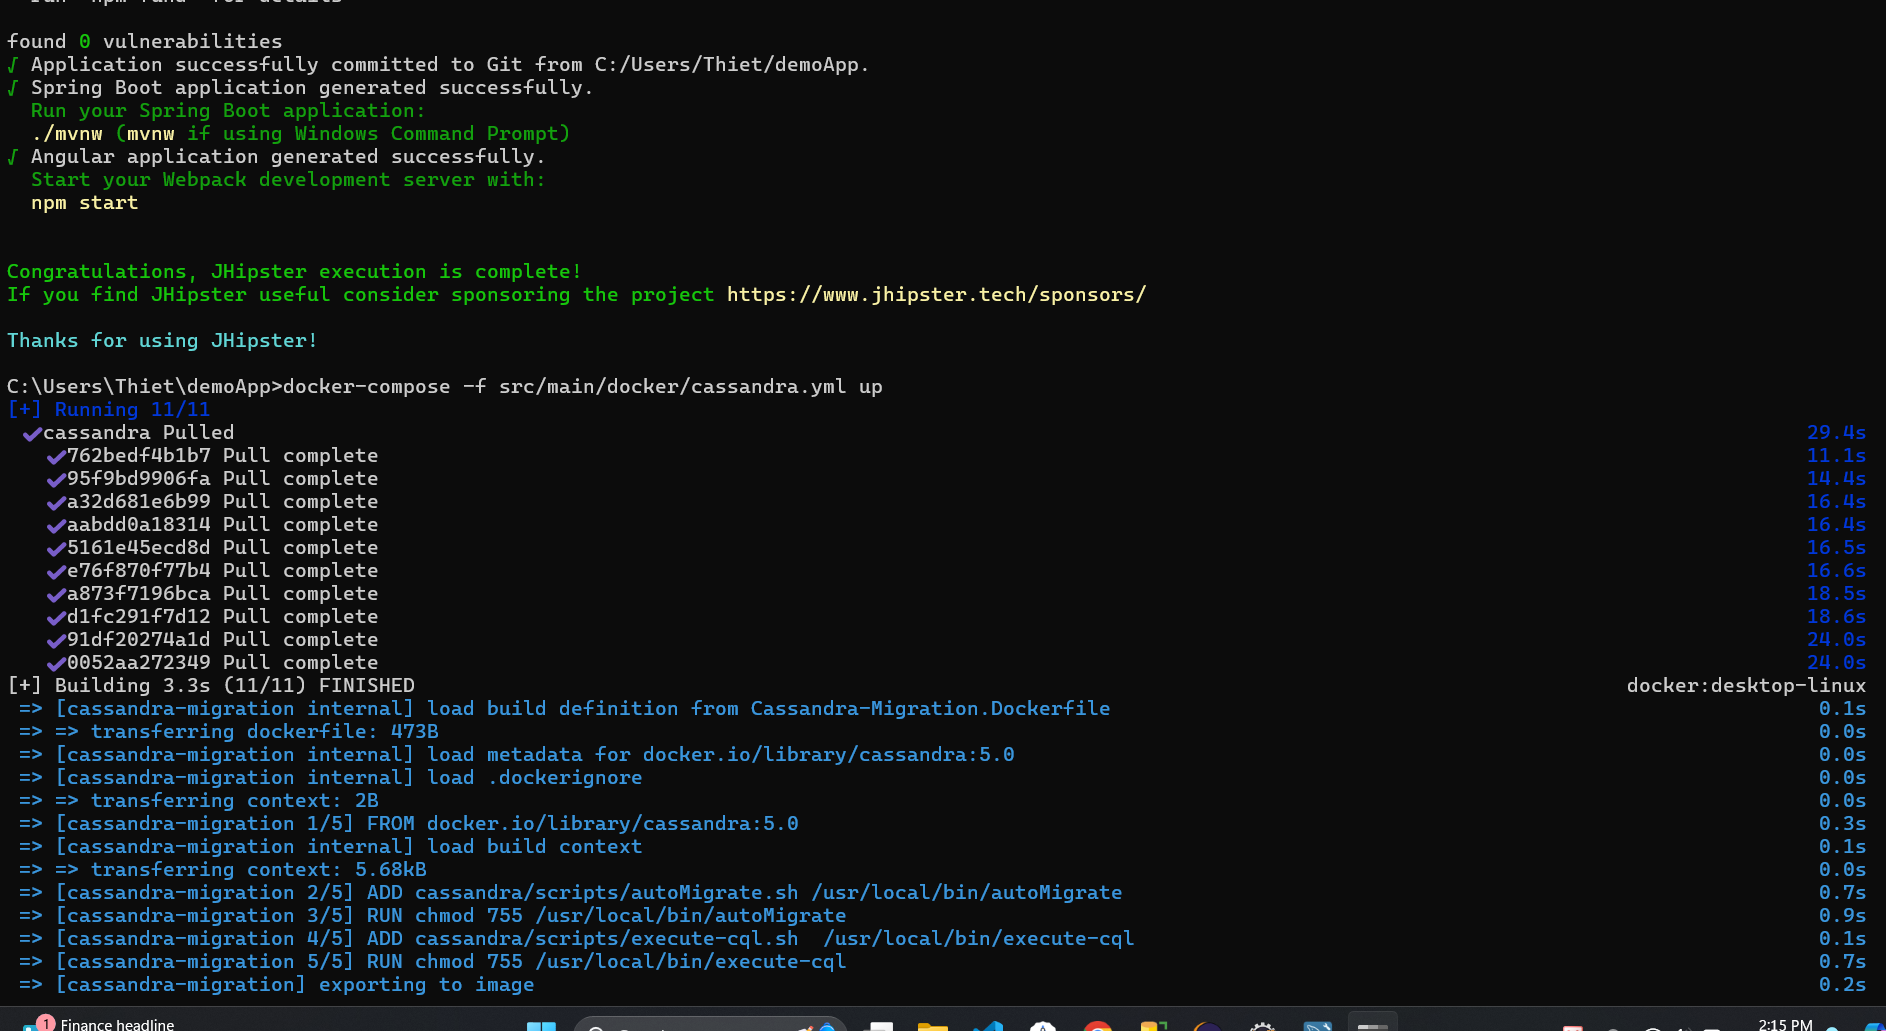 run `npm fund` for details
found 0 vulnerabilities
√ Application successfully committed to Git from C:/Users/Thiet/demoApp.
√ Spring Boot application generated successfully.
Run your Spring Boot application:
./mvnw (mvnw if using Windows Command Prompt)
√ Angular application generated successfully.
Start your Webpack development server with:
npm start
Congratulations, JHipster execution is complete!
If you find JHipster useful consider sponsoring the project https://www.jhipster.tech/sponsors/
Thanks for using JHipster!
C:\Users\Thiet\demoApp>docker-compose -f src/main/docker/cassandra.yml up
[+] Running 11/11
✔cassandra Pulled 29.4s
✔762bedf4b1b7 Pull complete 11.1s
✔95f9bd9906fa Pull complete 14.4s
✔a32d681e6b99 Pull complete 16.4s
✔aabdd0a18314 Pull complete 16.4s
✔5161e45ecd8d Pull complete 16.5s
✔e76f870f77b4 Pull complete 16.6s
✔a873f7196bca Pull complete 18.5s
✔d1fc291f7d12 Pull complete 18.6s
✔91df20274a1d Pull complete 24.0s
✔0052aa272349 Pull complete 24.0s
[+] Building 3.3s (11/11) FINISHED docker:desktop-linux
=> [cassandra-migration internal] load build definition from Cassandra-Migration.Dockerfile 0.1s
=> => transferring dockerfile: 473B 0.0s
=> [cassandra-migration internal] load metadata for docker.io/library/cassandra:5.0 0.0s
=> [cassandra-migration internal] load .dockerignore 0.0s
=> => transferring context: 2B 0.0s
=> [cassandra-migration 1/5] FROM docker.io/library/cassandra:5.0 0.3s
=> [cassandra-migration internal] load build context 0.1s
=> => transferring context: 5.68kB 0.0s
=> [cassandra-migration 2/5] ADD cassandra/scripts/autoMigrate.sh /usr/local/bin/autoMigrate 0.7s
=> [cassandra-migration 3/5] RUN chmod 755 /usr/local/bin/autoMigrate 0.9s
=> [cassandra-migration 4/5] ADD cassandra/scripts/execute-cql.sh  /usr/local/bin/execute-cql 0.1s
=> [cassandra-migration 5/5] RUN chmod 755 /usr/local/bin/execute-cql 0.7s
=> [cassandra-migration] exporting to image 0.2s
1 Finance headline
2:15 PM